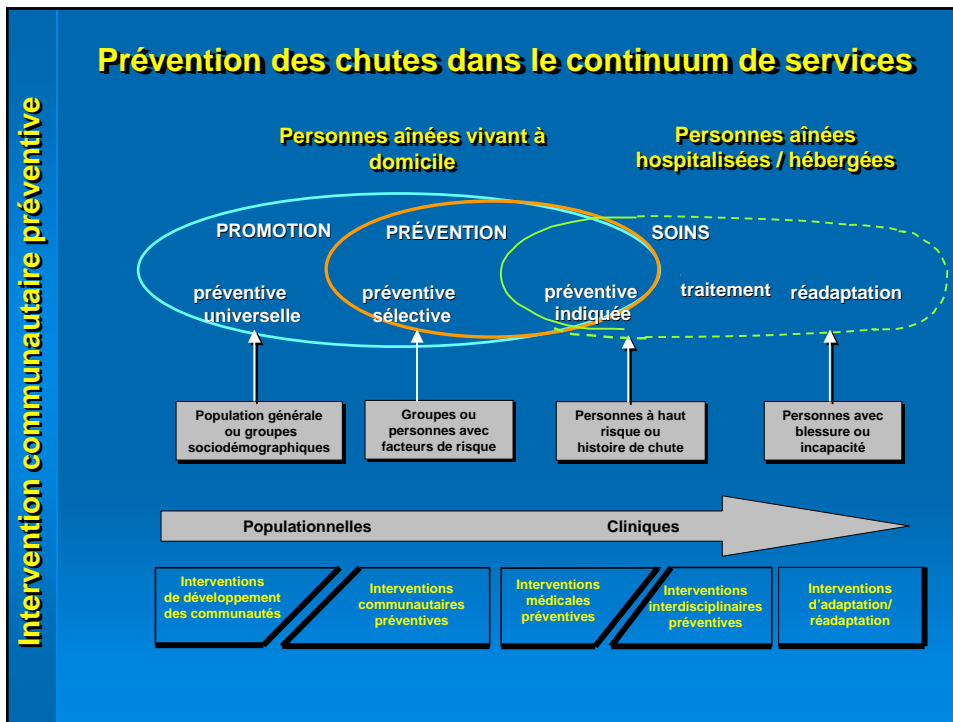 Intervention communautaire préventive
Prévention des chutes dans le continuum de services
Personnes aînées vivant à
domicile
Personnes aînées
hospitalisées / hébergées
PROMOTION
PRÉVENTION
SOINS
préventive
universelle
préventive
sélective
préventive
indiquée
traitement
réadaptation
Population générale
ou groupes
sociodémographiques
Groupes ou
personnes avec
facteurs de risque
Personnes à haut
risque ou
histoire de chute
Personnes avec
blessure ou
incapacité
Populationnelles
Cliniques
Interventions
de développement
des communautés
Interventions
communautaires
préventives
Interventions
médicales
préventives
Interventions
interdisciplinaires
préventives
Interventions
d'adaptation/
réadaptation